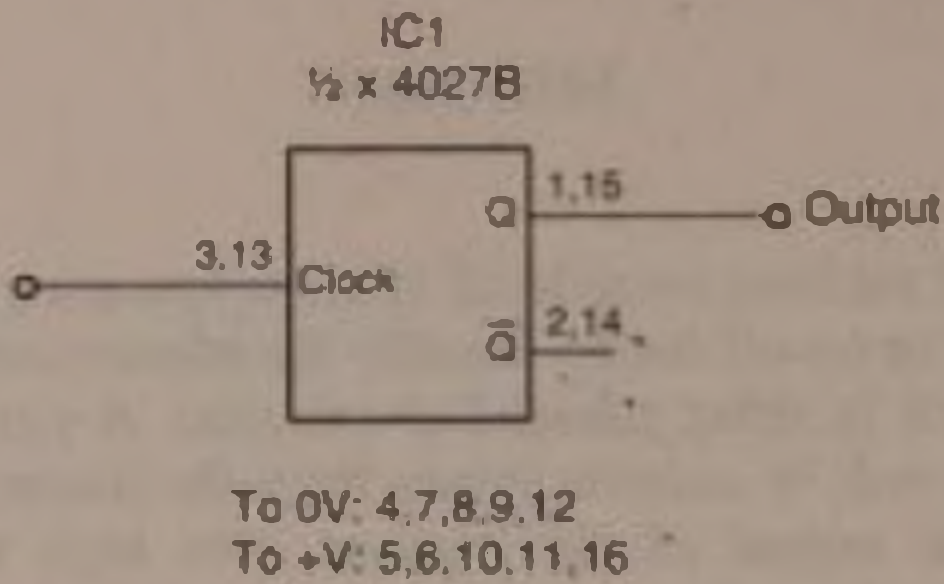 IC1
½ x 4027B
1,15
Q
Output
3,13
Clock
2,14
Q̅
To 0V: 4,7,8,9,12
To +V: 5,6,10,11,16